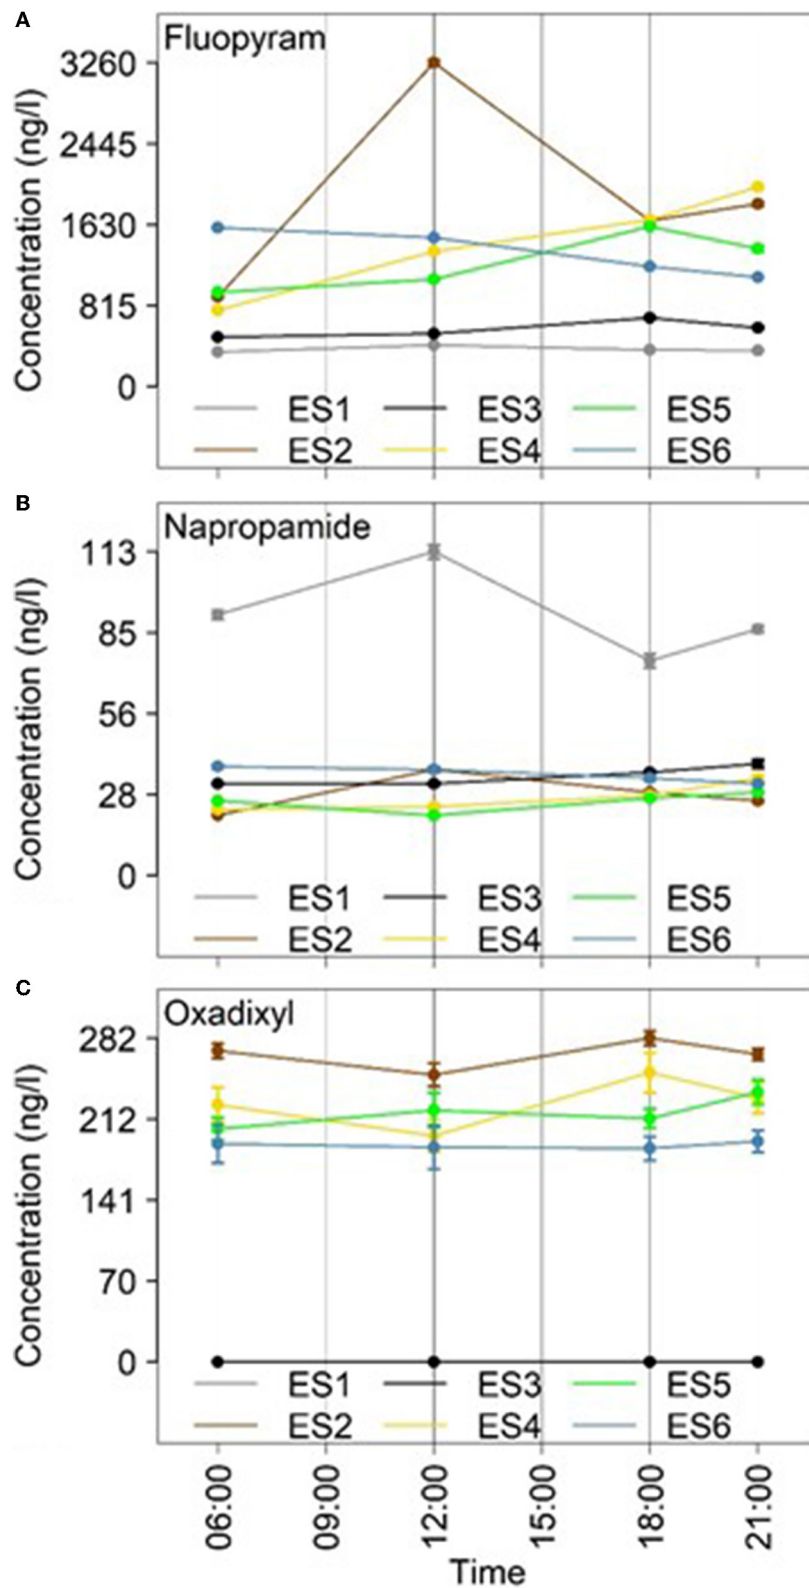 A
Fluopyram
Concentration (ng/l)
3260
2445
1630
815
0
ES1 ES3 ES5
ES2 ES4 ES6
B
Napropamide
Concentration (ng/l)
113
85
56
28
0
ES1 ES3 ES5
ES2 ES4 ES6
C
Oxadixyl
Concentration (ng/l)
282
212
141
70
0
ES1 ES3 ES5
ES2 ES4 ES6
06:00 09:00 12:00 15:00 18:00 21:00
Time